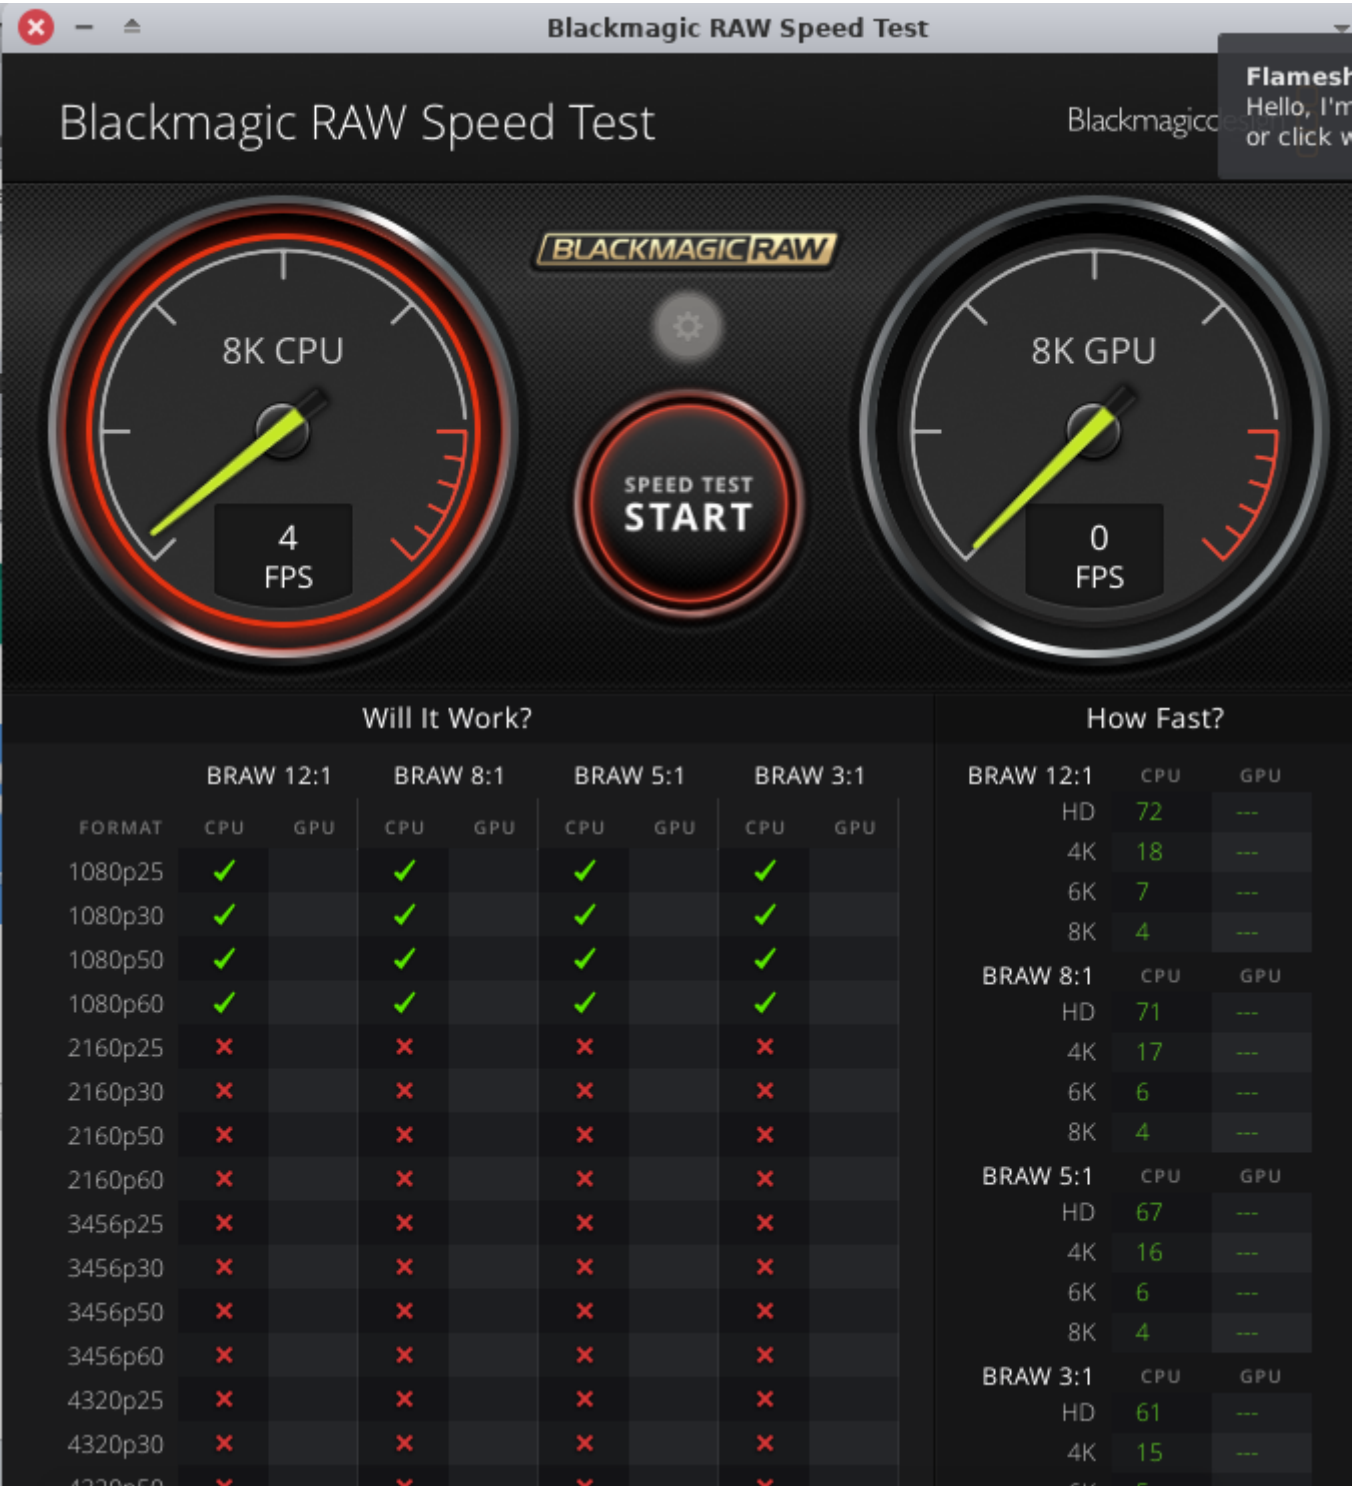 Blackmagic RAW Speed Test
Blackmagic RAW Speed Test
Blackmagicdesign
Hello, I'm
or click
BLACKMAGIC RAW
8K CPU
4
FPS
SPEED TEST
START
8K GPU
0
FPS
Will It Work?
BRAW 12:1 BRAW 8:1 BRAW 5:1 BRAW 3:1
FORMAT CPU GPU CPU GPU CPU GPU CPU GPU
1080p25
1080p30
1080p50
1080p60
2160p25
2160p30
2160p50
2160p60
3456p25
3456p30
3456p50
3456p60
4320p25
4320p30
How Fast?
BRAW 12:1 CPU GPU
HD 72 ---
4K 18 ---
6K 7 ---
8K 4 ---
BRAW 8:1 CPU GPU
HD 71 ---
4K 17 ---
6K 6 ---
8K 4 ---
BRAW 5:1 CPU GPU
HD 67 ---
4K 16 ---
6K 6 ---
8K 4 ---
BRAW 3:1 CPU GPU
HD 61 ---
4K 15 ---